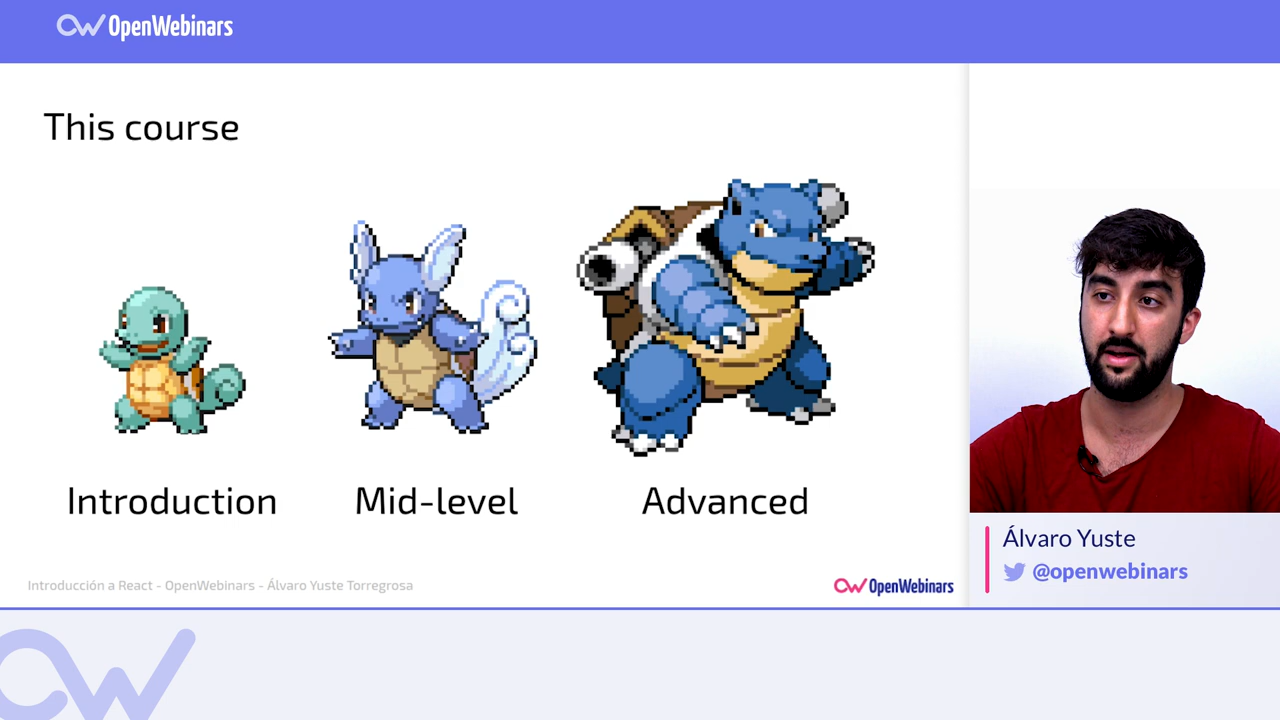 OpenWebinars
This course
Introduction
Mid-level
Advanced
Introducción a React - OpenWebinars - Álvaro Yuste Torregrosa
OpenWebinars
Álvaro Yuste
@openwebinars